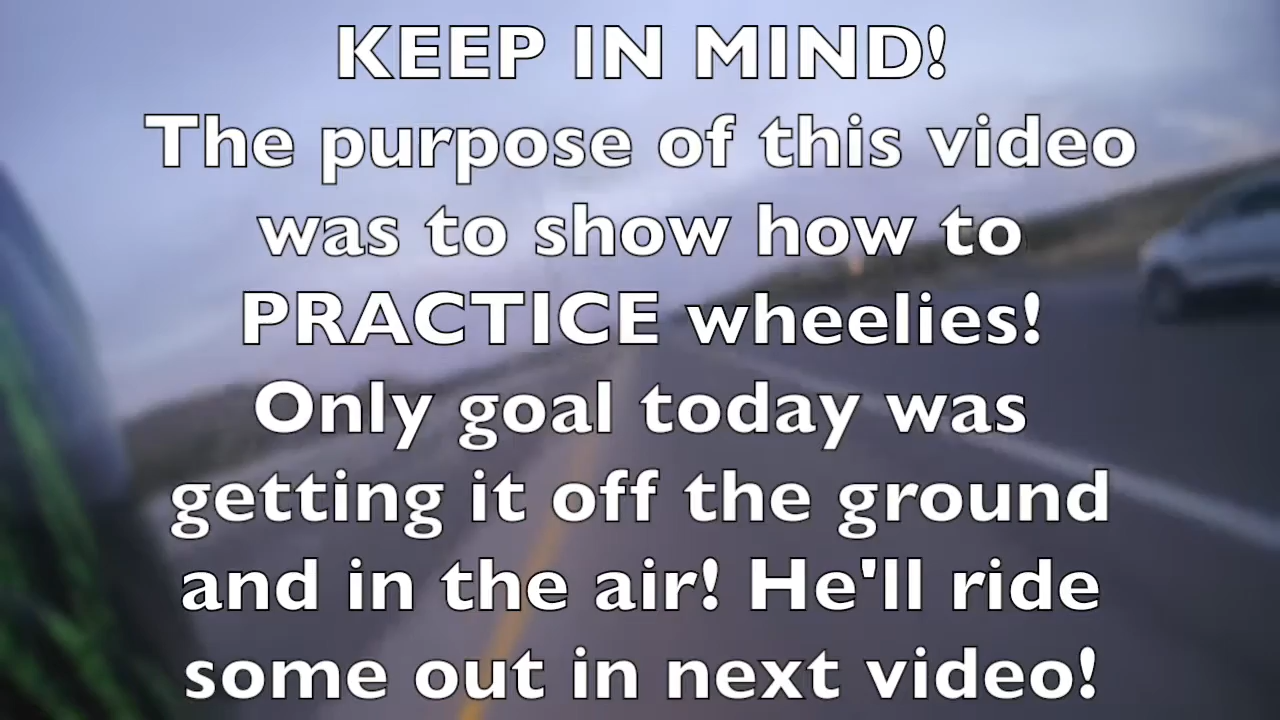 KEEP IN MIND!
The purpose of this video
was to show how to
PRACTICE wheelies!
Only goal today was
getting it off the ground
and in the air! He'll ride
some out in next video!